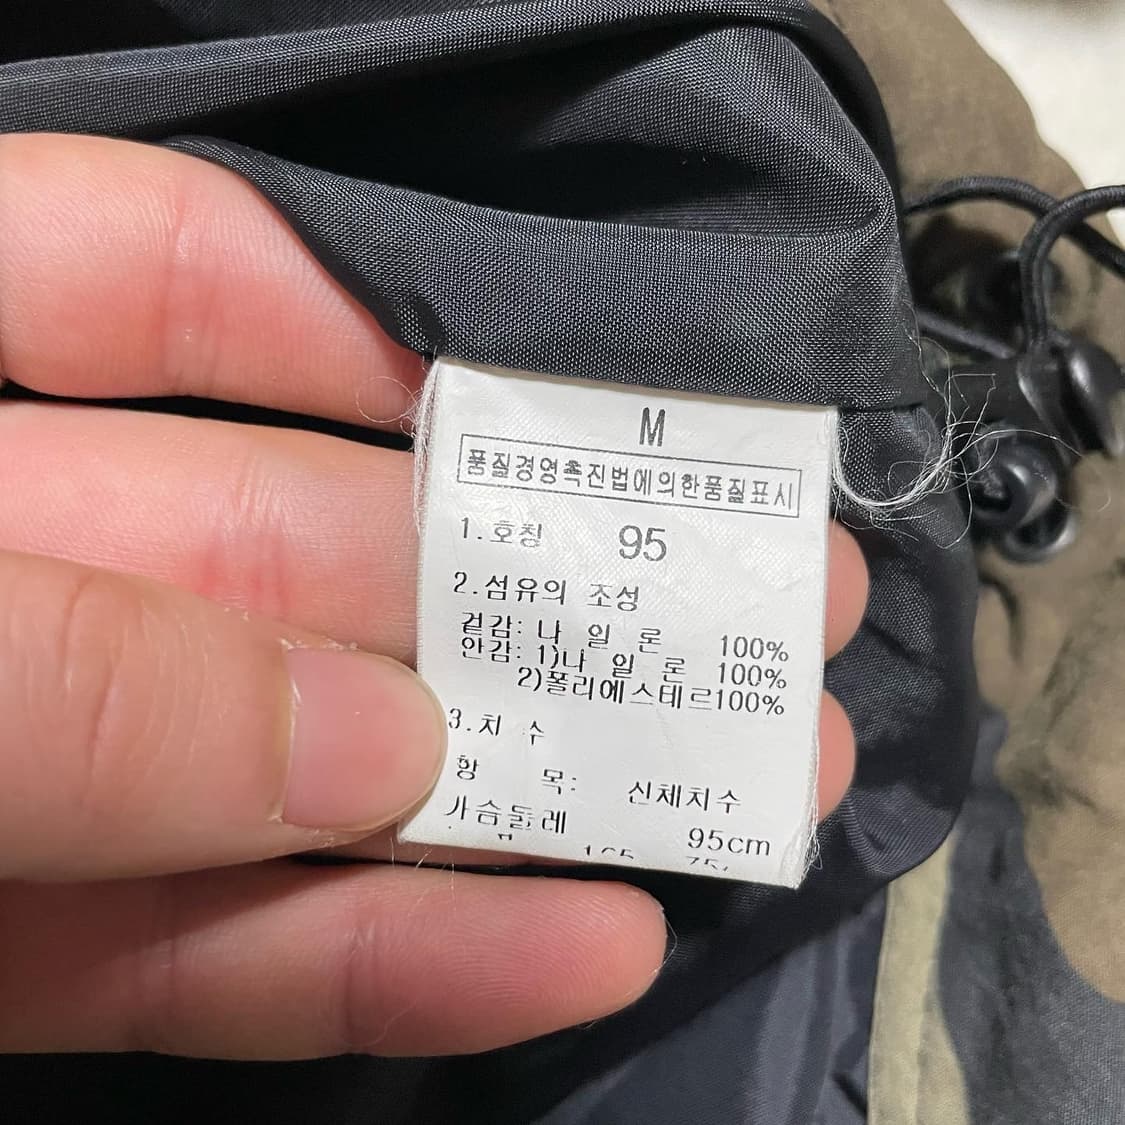 M
품질경영촉진법에의한품질표시
1.호칭 95
2.섬유의 조성
겉감: 나 일 론 100%
안감: 1)나 일 론 100%
2)폴리에스테르100%
3.치 수
항 목: 신체치수
가슴둘레 95cm